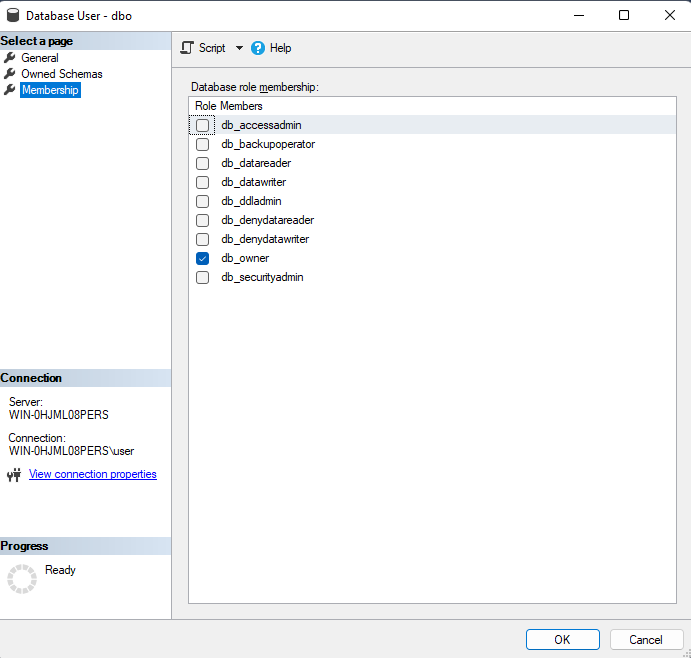 Database User - dbo
Select a page
General
Owned Schemas
Membership
Script
Help
Database role membership:
Role Members
db_accessadmin
db_backupoperator
db_datareader
db_datawriter
db_ddladmin
db_denydatareader
db_denydatawriter
db_owner
db_securityadmin
Connection
Server:
WIN-0HJML08PERS
Connection:
WIN-0HJML08PERS\user
View connection properties
Progress
Ready
OK
Cancel